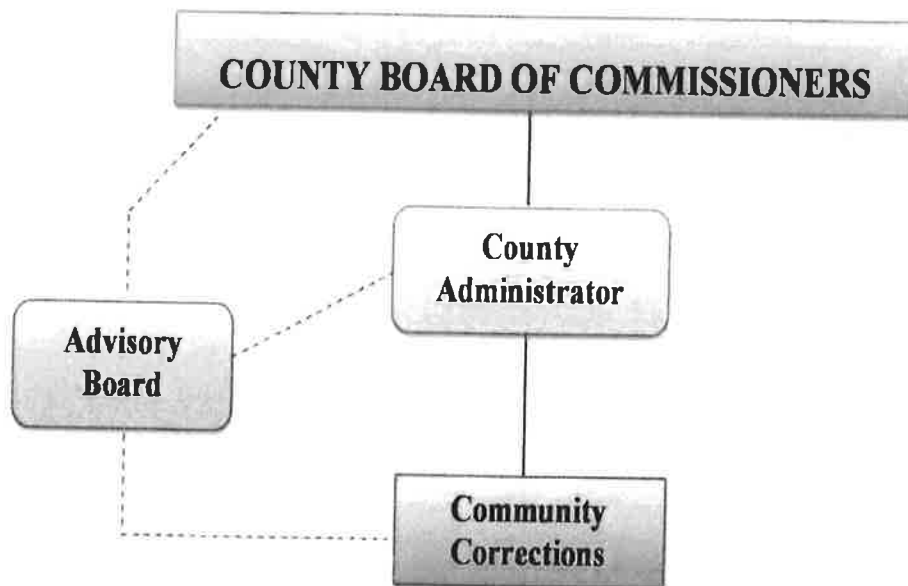 COUNTY BOARD OF COMMISSIONERS
County
Administrator
Advisory
Board
Community
Corrections